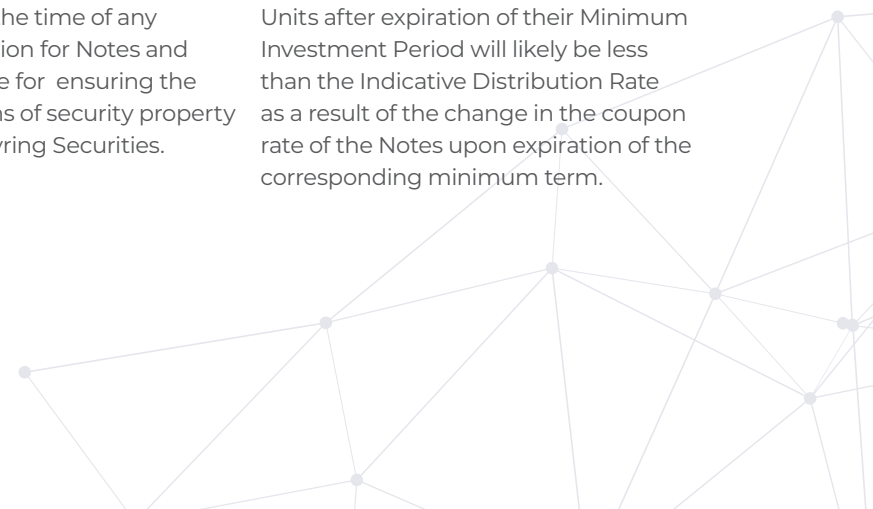 he time of any
ion for Notes and
e for ensuring the
s of security property
ring Securities.
Units after expiration of their Minimum
Investment Period will likely be less
than the Indicative Distribution Rate
as a result of the change in the coupon
rate of the Notes upon expiration of the
corresponding minimum term.